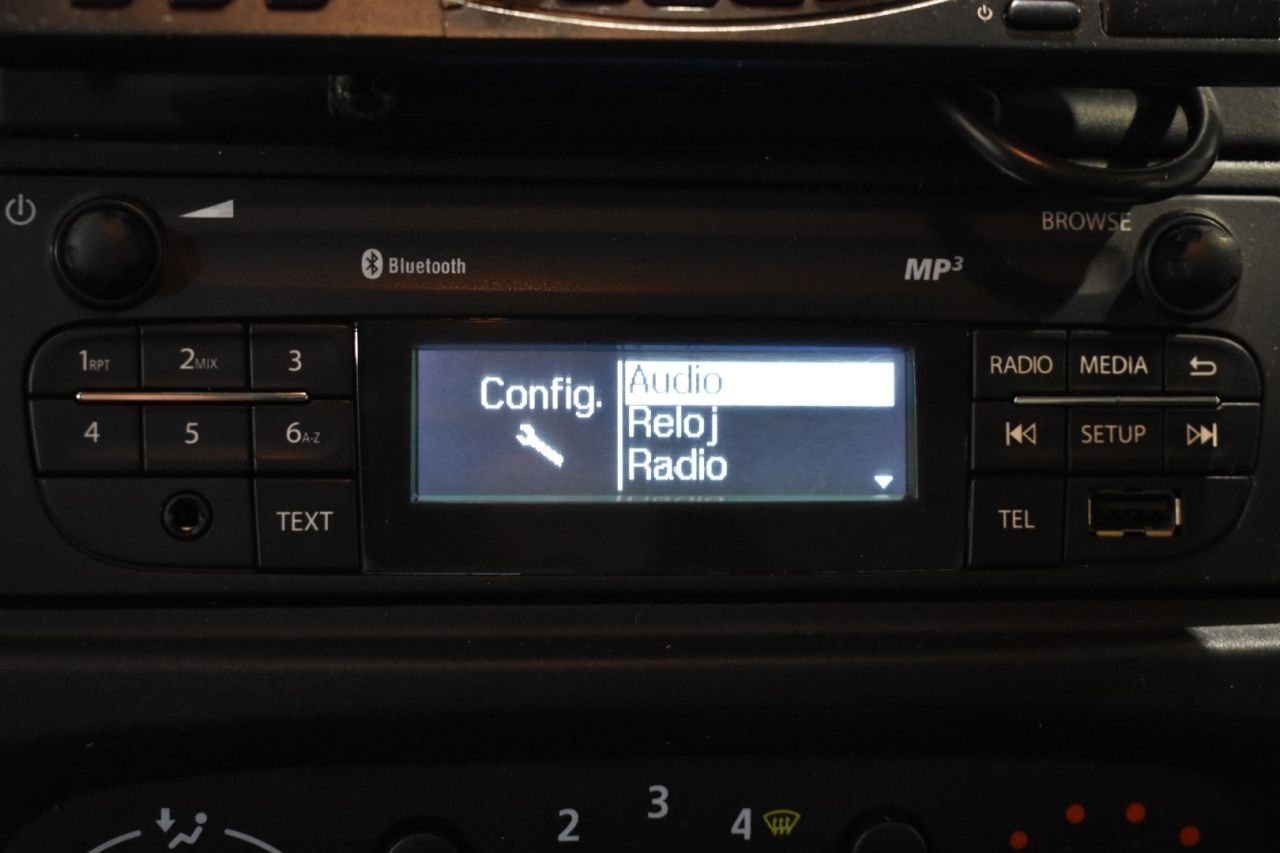 BROWSE
Bluetooth
MP3
1RPT
2MIX
3
4
5
6A-Z
TEXT
Config.
Audio
Reloj
Radio
RADIO
MEDIA
SETUP
TEL
2
3
4